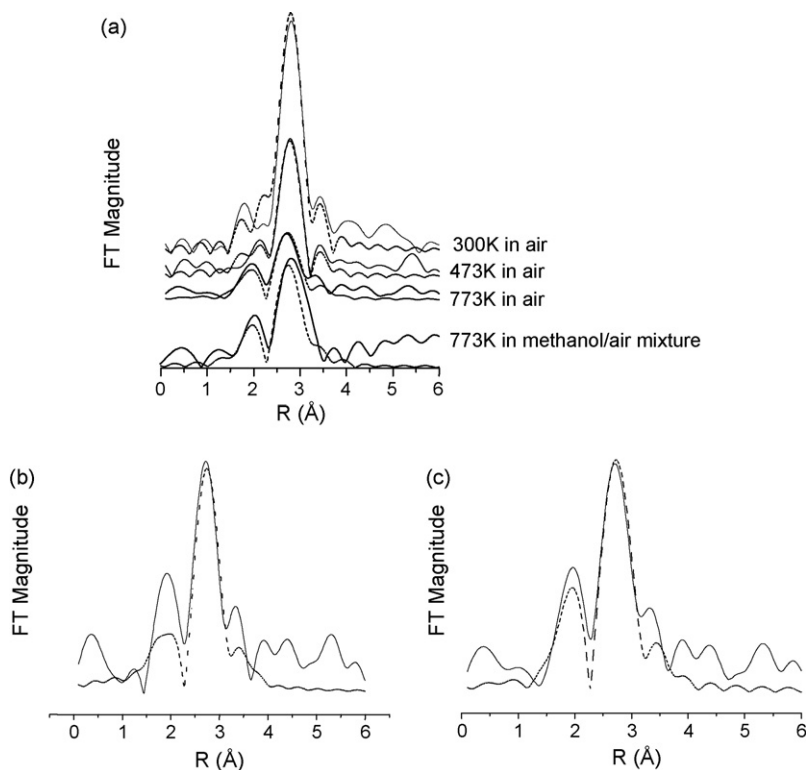 (a)
FT Magnitude
300K in air
473K in air
773K in air
773K in methanol/air mixture
0 1 2 3 4 5 6
R (Å)
(b)
FT Magnitude
0 1 2 3 4 5 6
R (Å)
(c)
FT Magnitude
0 1 2 3 4 5 6
R (Å)